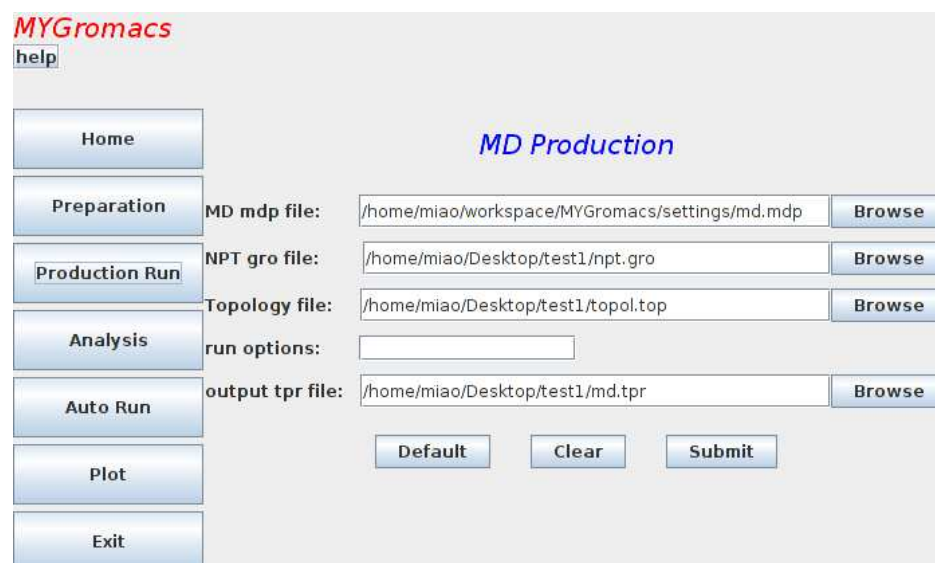 MYGromacs
help
Home
MD Production
Preparation
MD mdp file: /home/miao/workspace/MYGromacs/settings/md.mdp Browse
NPT gro file: /home/miao/Desktop/test1/npt.gro Browse
Production Run
Topology file: /home/miao/Desktop/test1/topol.top Browse
Analysis
run options:
output tpr file: /home/miao/Desktop/test1/md.tpr Browse
Auto Run
Default Clear Submit
Plot
Exit